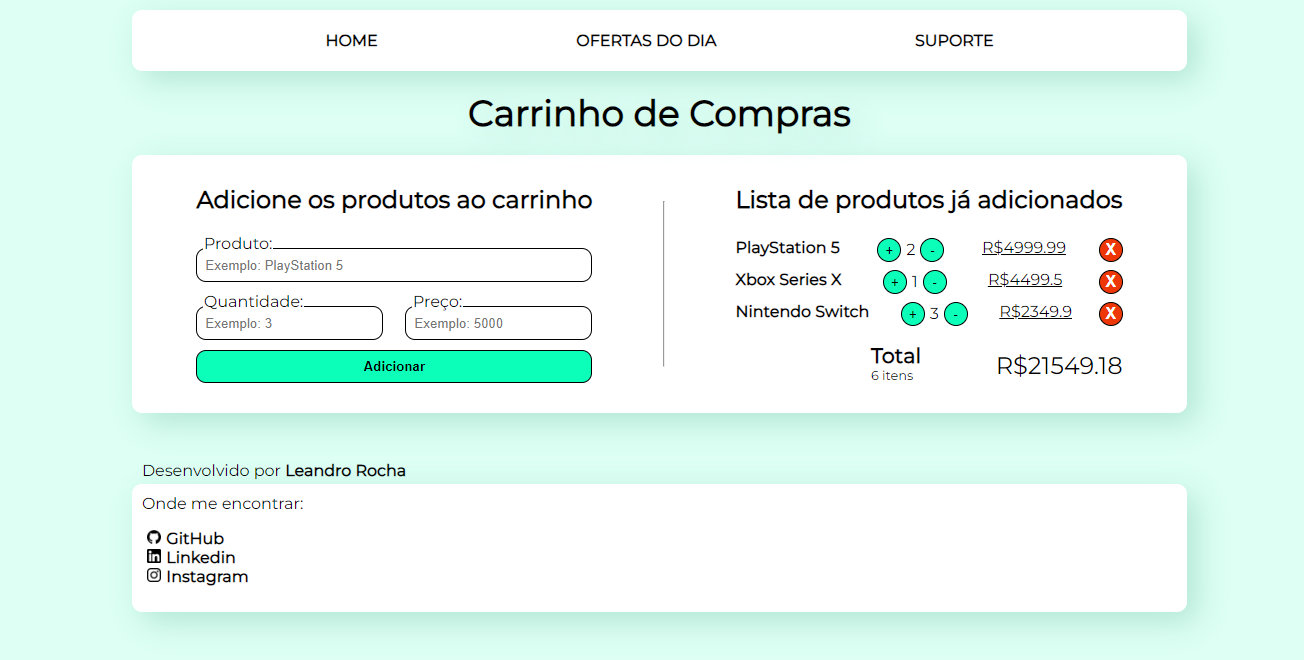 HOME OFERTAS DO DIA SUPORTE
Carrinho de Compras
Adicione os produtos ao carrinho
Produto:
Exemplo: PlayStation 5
Quantidade: Preço:
Exemplo: 3 Exemplo: 5000
Adicionar
Lista de produtos já adicionados
PlayStation 5 + 2 - R$4999.99 X
Xbox Series X + 1 - R$4499.5 X
Nintendo Switch + 3 - R$2349.9 X
Total
6 itens
R$21549.18
Desenvolvido por Leandro Rocha
Onde me encontrar:
GitHub
Linkedin
Instagram